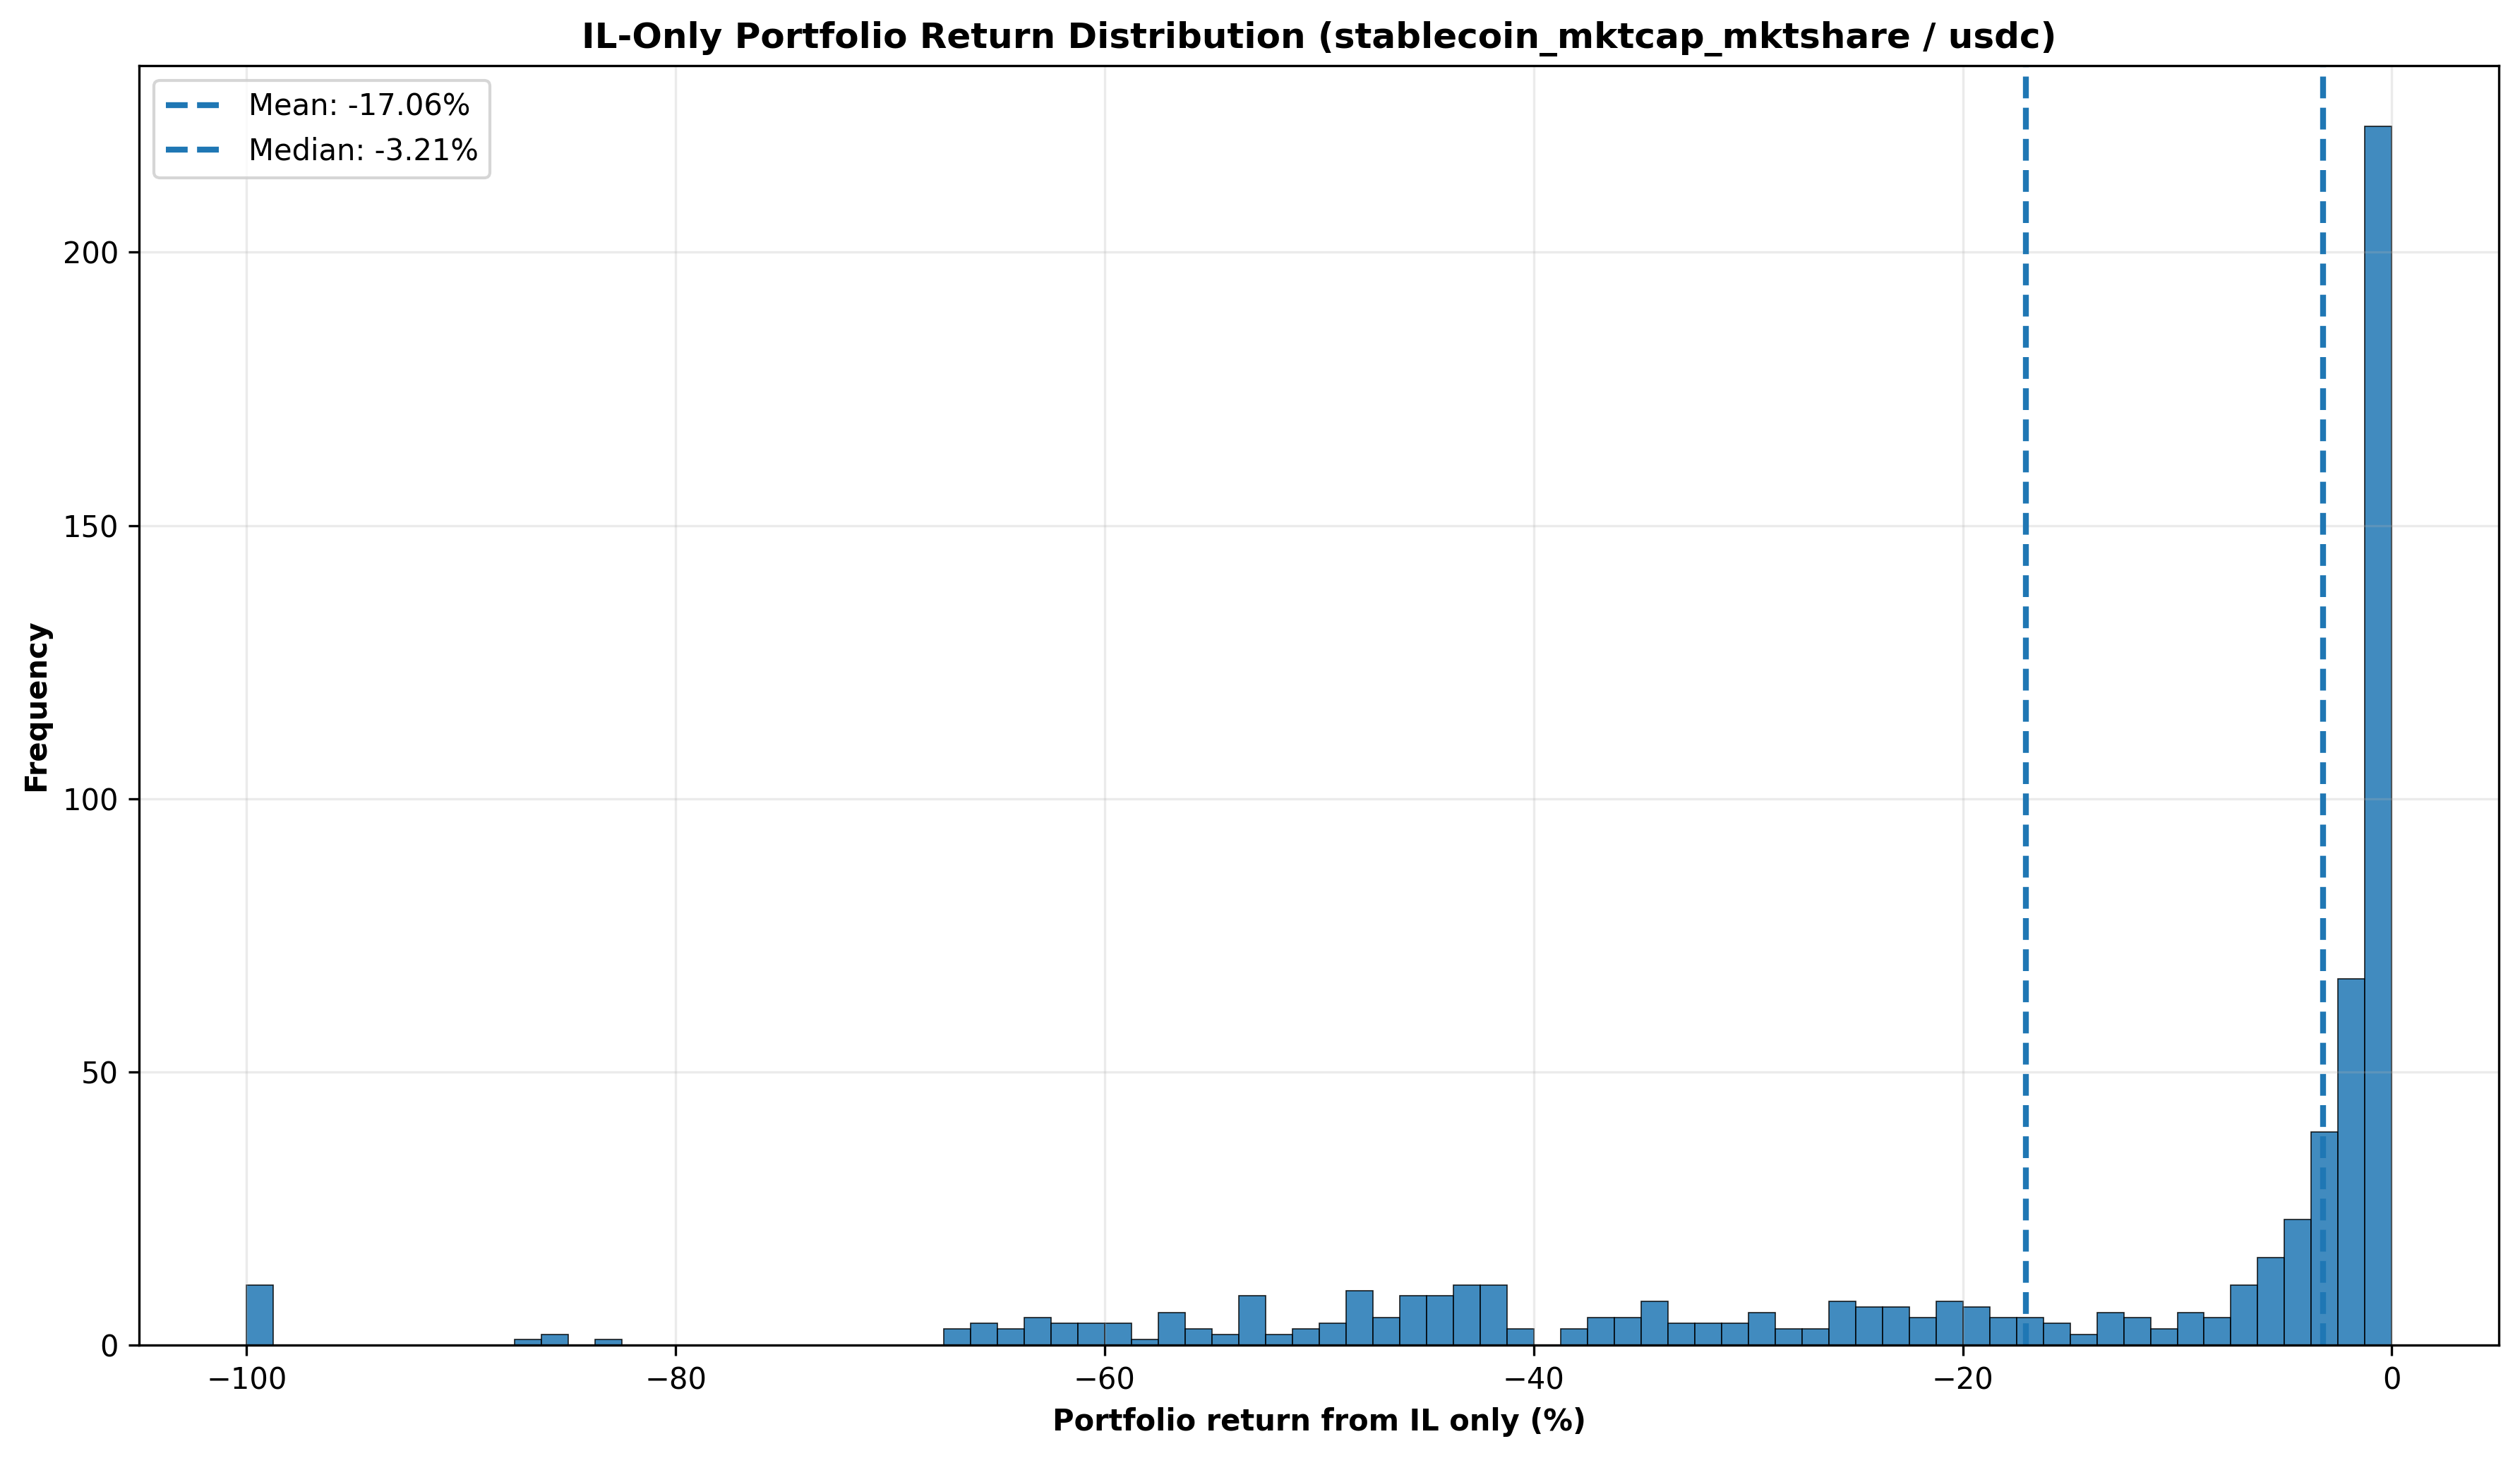 IL-Only Portfolio Return Distribution (stablecoin_mktcap_mktshare / usdc)
Mean: -17.06%
Median: -3.21%
Frequency
200
150
100
50
0
−100 −80 −60 −40 −20 0
Portfolio return from IL only (%)